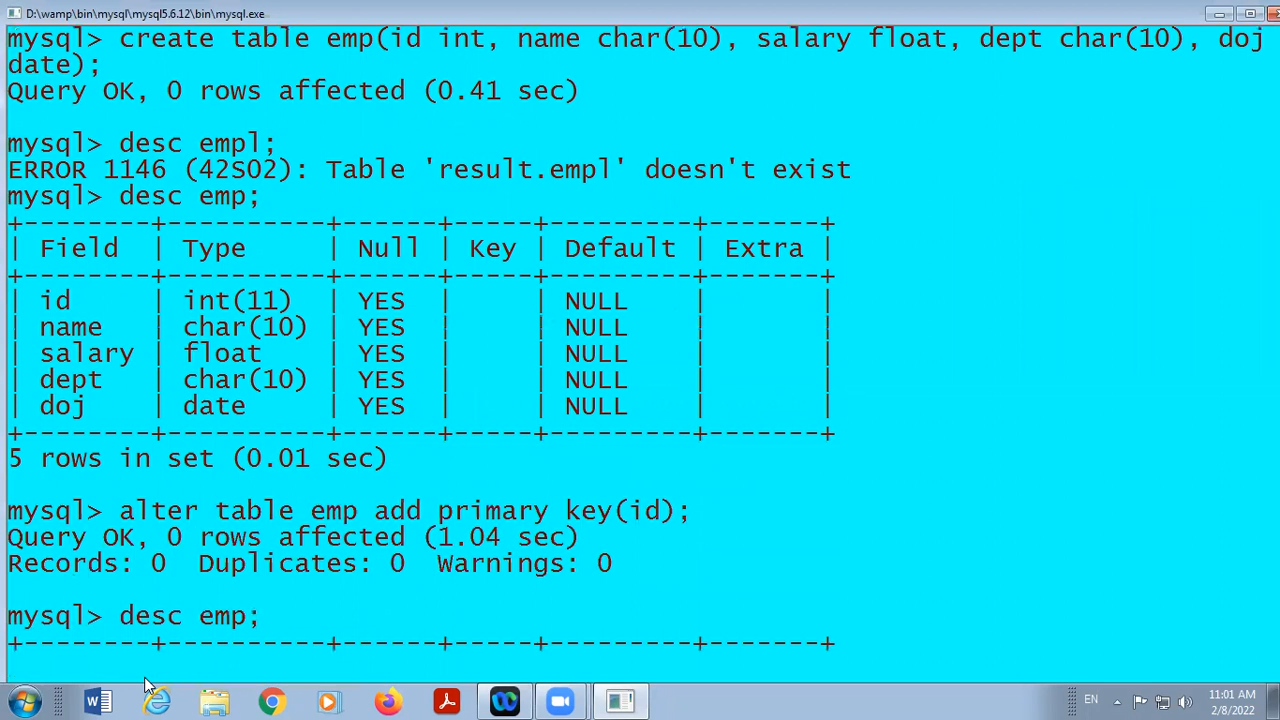 D:\wamp\bin\mysql\mysql5.6.12\bin\mysql.exe
mysql> create table emp(id int, name char(10), salary float, dept char(10), doj
date);
Query OK, 0 rows affected (0.41 sec)
mysql> desc empl;
ERROR 1146 (42S02): Table 'result.empl' doesn't exist
mysql> desc emp;
+--------+----------+------+-----+---------+-------+
| Field | Type | Null | Key | Default | Extra |
+--------+----------+------+-----+---------+-------+
| id | int(11) | YES | | NULL | |
| name | char(10) | YES | | NULL | |
| salary | float | YES | | NULL | |
| dept | char(10) | YES | | NULL | |
| doj | date | YES | | NULL | |
+--------+----------+------+-----+---------+-------+
5 rows in set (0.01 sec)
mysql> alter table emp add primary key(id);
Query OK, 0 rows affected (1.04 sec)
Records: 0 Duplicates: 0 Warnings: 0
mysql> desc emp;
+--------+----------+------+-----+---------+-------+
EN
11:01 AM
2/8/2022